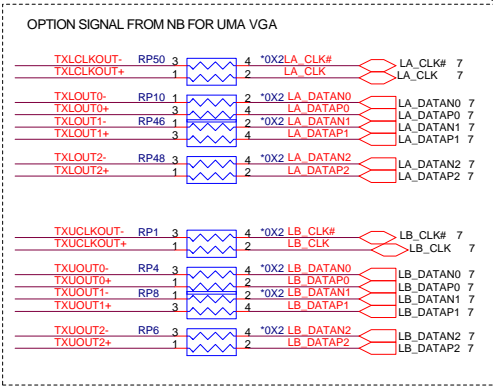 OPTION SIGNAL FROM NB FOR UMA VGA
TXLCLKOUT- RP50 3 4 *0X2 LA_CLK# LA_CLK# 7
TXLCLKOUT+ 1 2 LA_CLK LA_CLK 7
TXLOUT0- RP10 1 2 *0X2 LA_DATAN0 LA_DATAN0 7
TXLOUT0+ 3 4 LA_DATAP0 LA_DATAP0 7
TXLOUT1- RP46 1 2 *0X2 LA_DATAN1 LA_DATAN1 7
TXLOUT1+ 3 4 LA_DATAP1 LA_DATAP1 7
TXLOUT2- RP48 3 4 *0X2 LA_DATAN2 LA_DATAN2 7
TXLOUT2+ 1 2 LA_DATAP2 LA_DATAP2 7
TXUCLKOUT- RP1 3 4 *0X2 LB_CLK# LB_CLK# 7
TXUCLKOUT+ 1 2 LB_CLK LB_CLK 7
TXUOUT0- RP4 3 4 *0X2 LB_DATAN0 LB_DATAN0 7
TXUOUT0+ 1 2 LB_DATAP0 LB_DATAP0 7
TXUOUT1- RP8 1 2 *0X2 LB_DATAN1 LB_DATAN1 7
TXUOUT1+ 3 4 LB_DATAP1 LB_DATAP1 7
TXUOUT2- RP6 3 4 *0X2 LB_DATAN2 LB_DATAN2 7
TXUOUT2+ 1 2 LB_DATAP2 LB_DATAP2 7